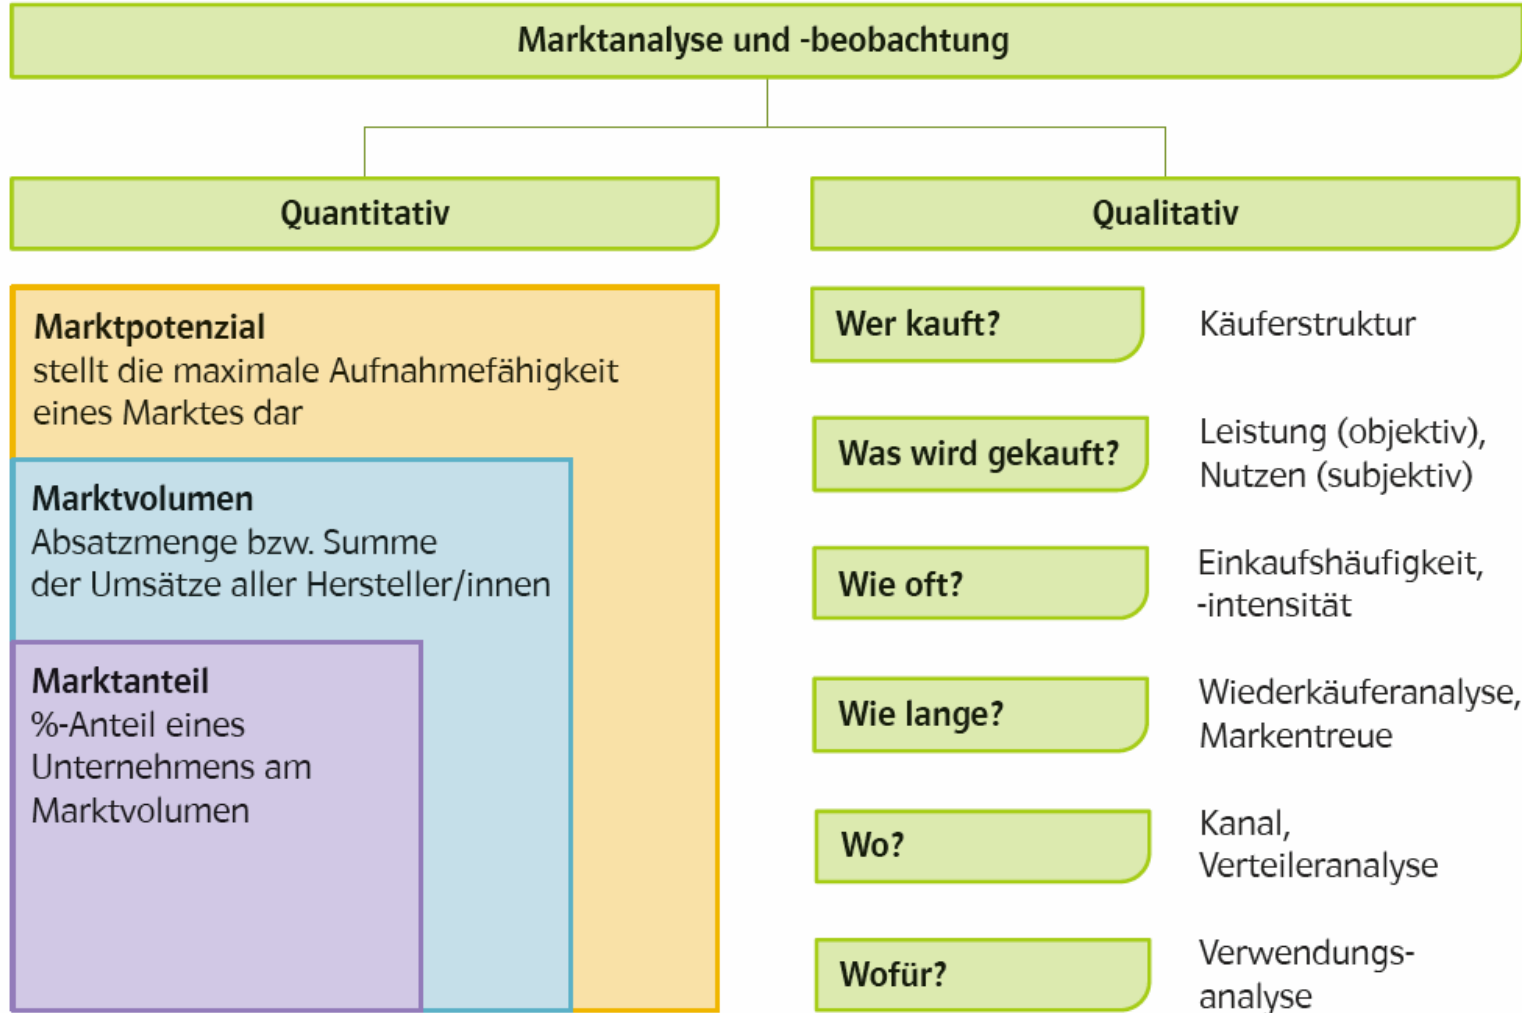 Marktanalyse und -beobachtung
Quantitativ
Marktpotenzial
stellt die maximale Aufnahmefähigkeit
eines Marktes dar
Marktvolumen
Absatzmenge bzw. Summe
der Umsätze aller Hersteller/innen
Marktanteil
%-Anteil eines
Unternehmens am
Marktvolumen
Qualitativ
Wer kauft?
Käuferstruktur
Was wird gekauft?
Leistung (objektiv),
Nutzen (subjektiv)
Wie oft?
Einkaufshäufigkeit,
-intensität
Wie lange?
Wiederkäuferanalyse,
Markentreue
Wo?
Kanal,
Verteileranalyse
Wofür?
Verwendungs-
analyse